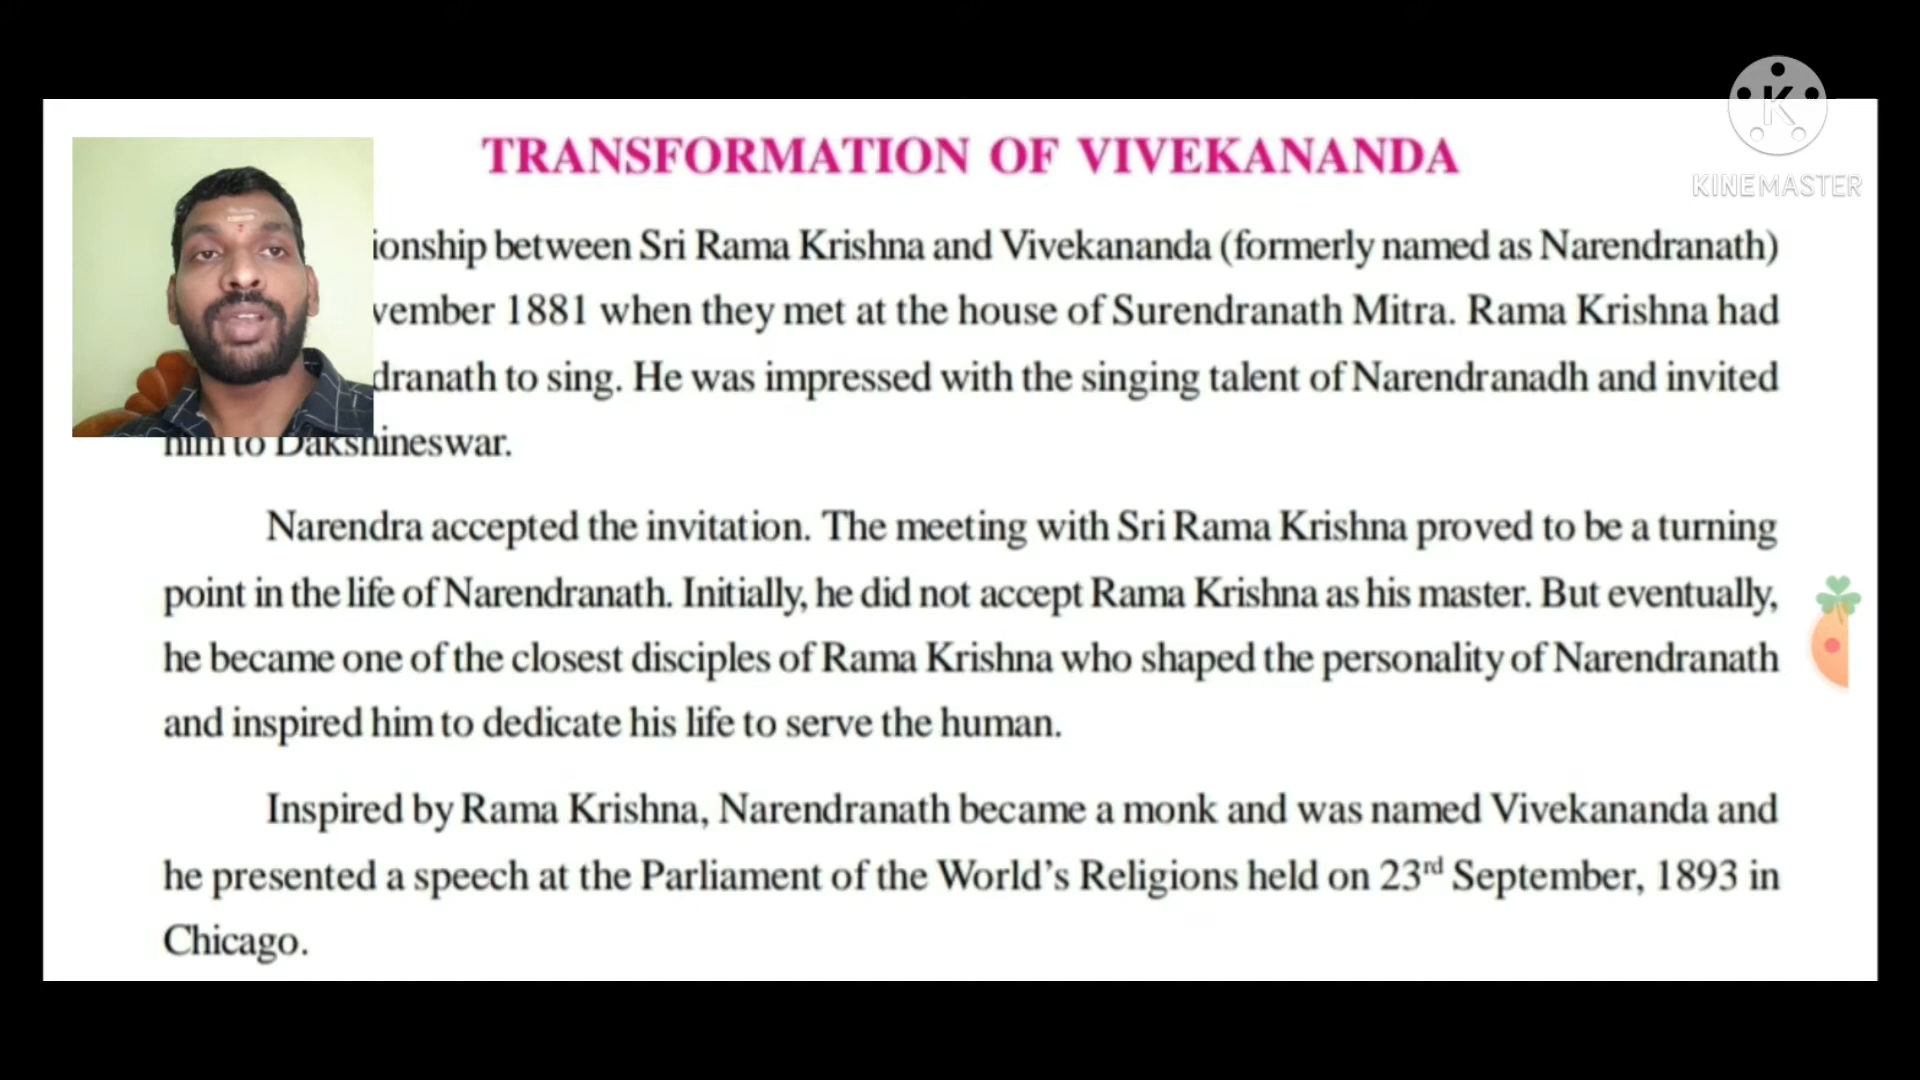 TRANSFORMATION OF VIVEKANANDA
between Sri Rama Krishna and Vivekananda (formerly named as Narendranath)
1881 when they met at the house of Surendranath Mitra. Rama Krishna had
to sing. He was impressed with the singing talent of Narendranadh and invited
him to Dakshineswar.
Narendra accepted the invitation. The meeting with Sri Rama Krishna proved to be a turning
point in the life of Narendranath. Initially, he did not accept Rama Krishna as his master. But eventually,
he became one of the closest disciples of Rama Krishna who shaped the personality of Narendranath
and inspired him to dedicate his life to serve the human.
Inspired by Rama Krishna, Narendranath became a monk and was named Vivekananda and
he presented a speech at the Parliament of the World's Religions held on 23rd September, 1893 in
Chicago.
K
KINEMASTER